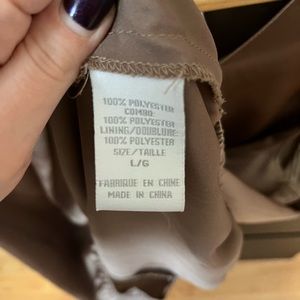 100% POLYESTER
COMBO:
100% POLYESTER
LINING/DOUBLURE:
100% POLYESTER
SIZE/TAILLE
L/G
FABRIQUE EN CHINE
MADE IN CHINA